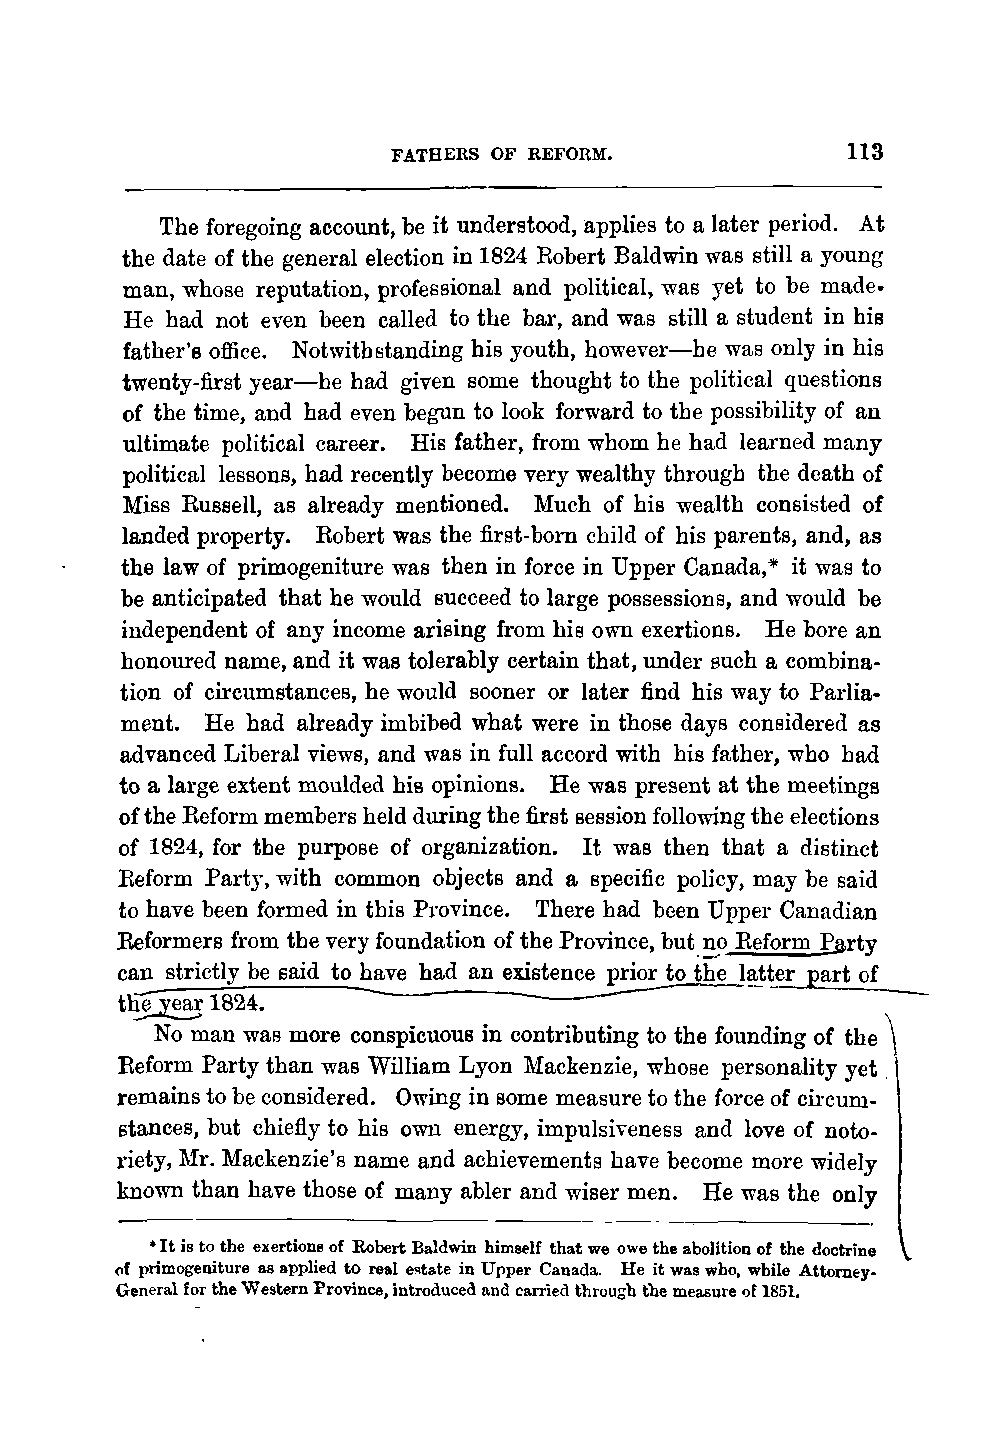 FATHERS OF REFORM. 113
The foregoing account, be it understood, applies to a later period. At
the date of the general election in 1824 Robert Baldwin was still a young
man, whose reputation, professional and political, was yet to be made.
He had not even been called to the bar, and was still a student in his
father's office. Notwithstanding his youth, however—he was only in his
twenty-first year—he had given some thought to the political questions
of the time, and had even begun to look forward to the possibility of an
ultimate political career. His father, from whom he had learned many
political lessons, had recently become very wealthy through the death of
Miss Russell, as already mentioned. Much of his wealth consisted of
landed property. Robert was the first-born child of his parents, and, as
the law of primogeniture was then in force in Upper Canada,* it was to
be anticipated that he would succeed to large possessions, and would be
independent of any income arising from his own exertions. He bore an
honoured name, and it was tolerably certain that, under such a combina-
tion of circumstances, he would sooner or later find his way to Parlia-
ment. He had already imbibed what were in those days considered as
advanced Liberal views, and was in full accord with his father, who had
to a large extent moulded his opinions. He was present at the meetings
of the Reform members held during the first session following the elections
of 1824, for the purpose of organization. It was then that a distinct
Reform Party, with common objects and a specific policy, may be said
to have been formed in this Province. There had been Upper Canadian
Reformers from the very foundation of the Province, but no Reform Party
can strictly be said to have had an existence prior to the latter part of
the year 1824.
No man was more conspicuous in contributing to the founding of the
Reform Party than was William Lyon Mackenzie, whose personality yet
remains to be considered. Owing in some measure to the force of circum-
stances, but chiefly to his own energy, impulsiveness and love of noto-
riety, Mr. Mackenzie's name and achievements have become more widely
known than have those of many abler and wiser men. He was the only
*It is to the exertions of Robert Baldwin himself that we owe the abolition of the doctrine
of primogeniture as applied to real estate in Upper Canada. He it was who, while Attorney-
General for the Western Province, introduced and carried through the measure of 1851.